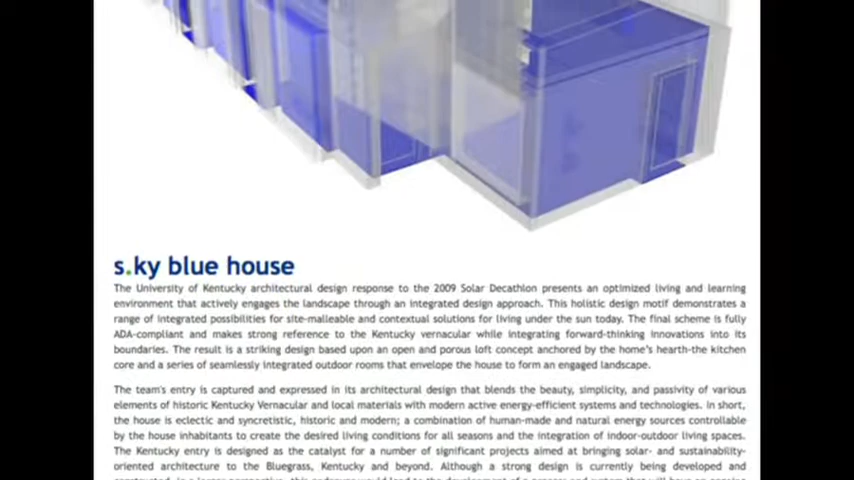 s.ky blue house
The University of Kentucky architectural design response to the 2009 Solar Decathlon presents an optimized living and learning
environment that actively engages the landscape through an integrated design approach. This holistic design motif demonstrates a
range of integrated possibilities for site-malleable and contextual solutions for living under the sun today. The final scheme is fully
ADA-compliant and makes strong reference to the Kentucky vernacular while integrating forward-thinking innovations into its
boundaries. The result is a striking design based upon an open and porous loft concept anchored by the home's hearth-the kitchen
core and a series of seamlessly integrated outdoor rooms that envelope the house to form an engaged landscape.
The team's entry is captured and expressed in its architectural design that blends the beauty, simplicity, and passivity of various
elements of historic Kentucky Vernacular and local materials with modern active energy-efficient systems and technologies. In short,
the house is eclectic and syncretistic, historic and modern; a combination of human-made and natural energy sources controllable
by the house inhabitants to create the desired living conditions for all seasons and the integration of indoor-outdoor living spaces.
The Kentucky entry is designed as the catalyst for a number of significant projects aimed at bringing solar- and sustainability-
oriented architecture to the Bluegrass, Kentucky and beyond. Although a strong design is currently being developed and